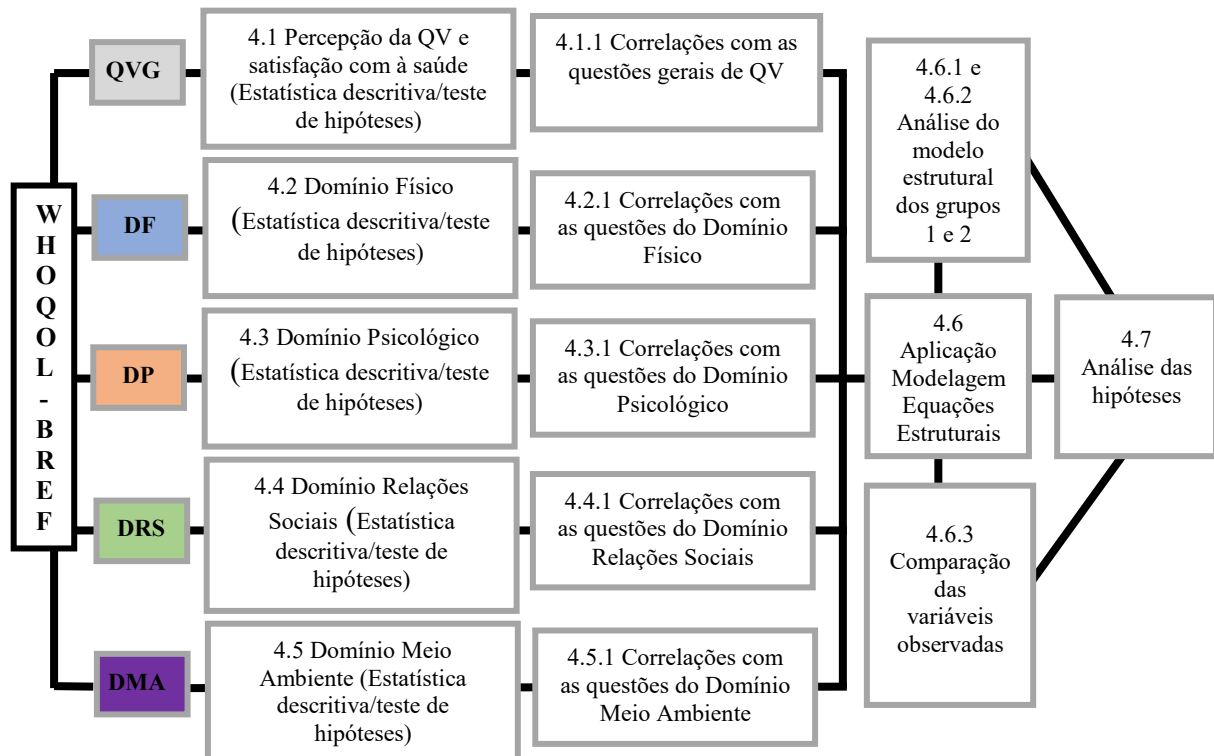 W
H
O
Q
O
L
-
B
R
E
F
QVG
4.1 Percepção da QV e
satisfação com à saúde
(Estatística descritiva/teste
de hipóteses)
4.1.1 Correlações com as
questões gerais de QV
DF
4.2 Domínio Físico
(Estatística descritiva/teste
de hipóteses)
4.2.1 Correlações com
as questões do Domínio
Físico
DP
4.3 Domínio Psicológico
(Estatística descritiva/teste
de hipóteses)
4.3.1 Correlações com
as questões do Domínio
Psicológico
DRS
4.4 Domínio Relações
Sociais (Estatística
descritiva/teste de
hipóteses)
4.4.1 Correlações com
as questões do Domínio
Relações Sociais
DMA
4.5 Domínio Meio
Ambiente (Estatística
descritiva/teste de
hipóteses)
4.5.1 Correlações com
as questões do Domínio
Meio Ambiente
4.6.1 e
4.6.2
Análise do
modelo
estrutural
dos grupos
1 e 2
4.6
Aplicação
Modelagem
Equações
Estruturais
4.6.3
Comparação
das
variáveis
observadas
4.7
Análise das
hipóteses